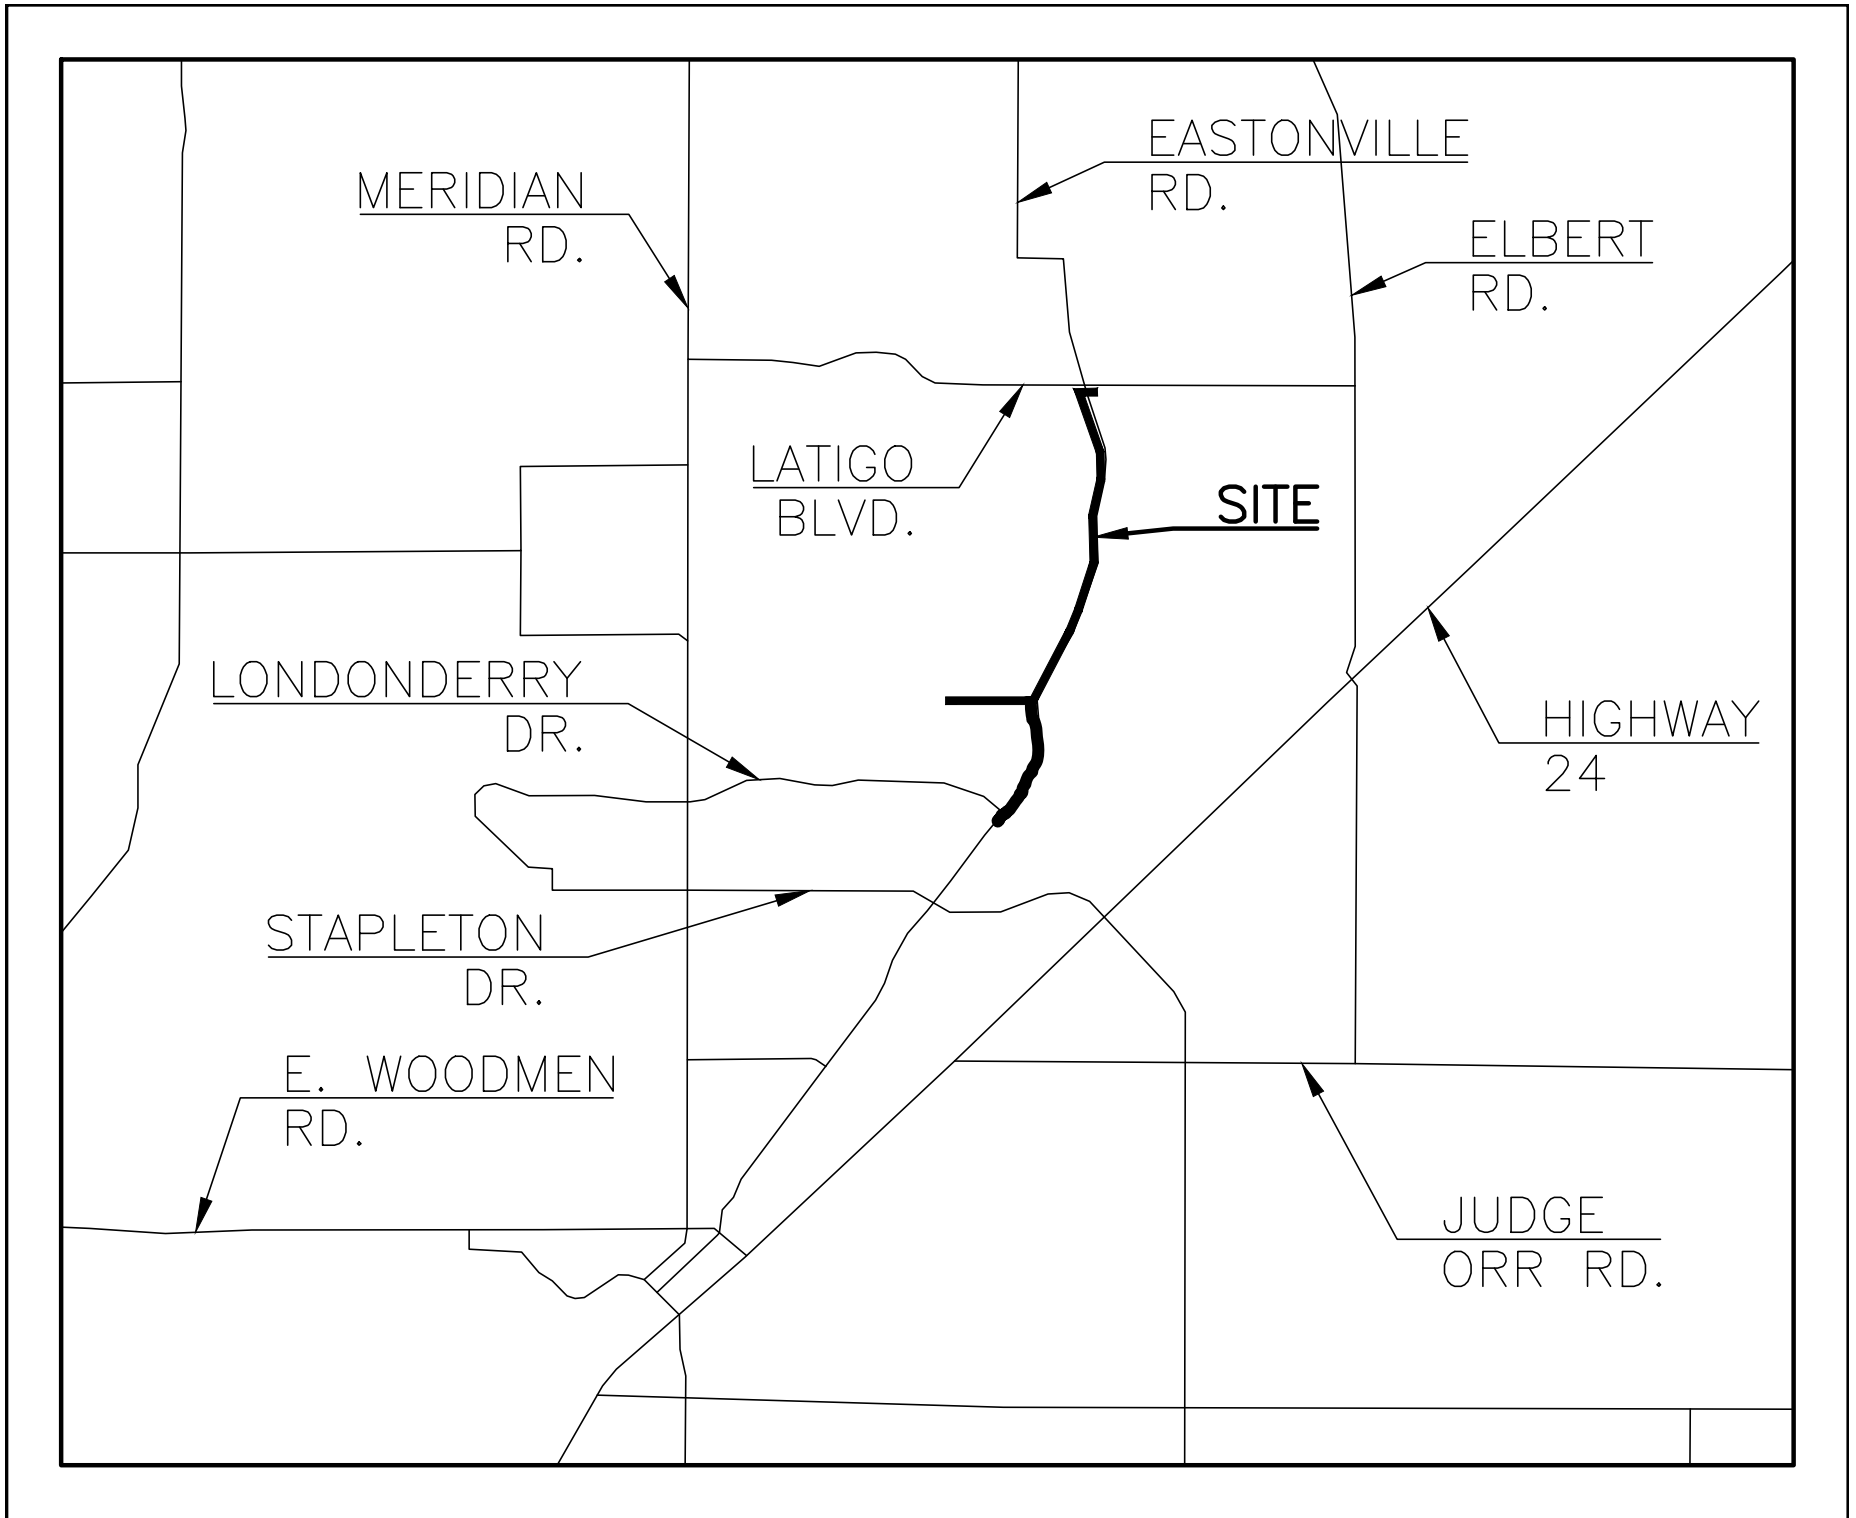 EASTONVILLE
RD.
MERIDIAN
RD.
ELBERT
RD.
LATIGO
BLVD.
SITE
LONDONDERRY
DR.
HIGHWAY
24
STAPLETON
DR.
E. WOODMEN
RD.
JUDGE
ORR RD.